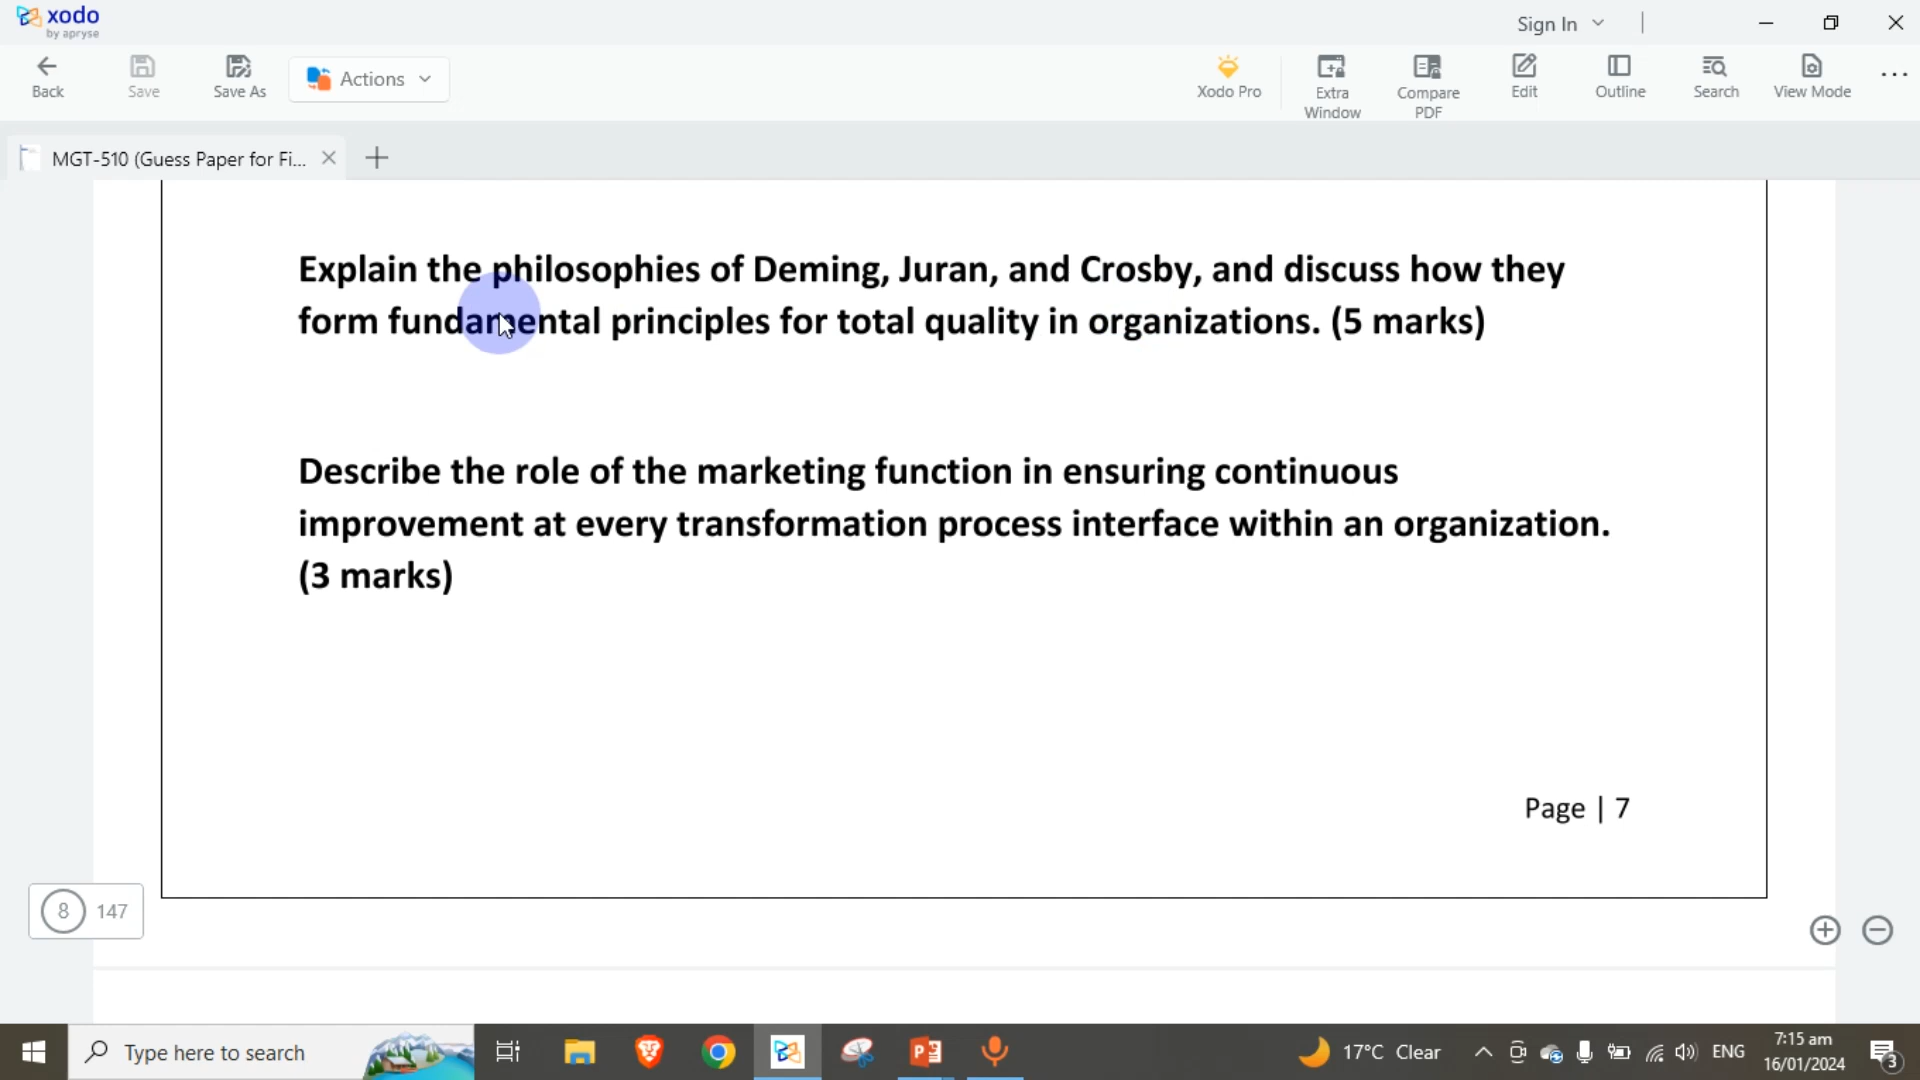 xodo
by apryse
Sign In
Back
Save
Save As
Actions
Xodo Pro
Extra
Window
Compare
PDF
Edit
Outline
Search
View Mode
MGT-510 (Guess Paper for Fi...
Explain the philosophies of Deming, Juran, and Crosby, and discuss how they
form fundamental principles for total quality in organizations. (5 marks)
Describe the role of the marketing function in ensuring continuous
improvement at every transformation process interface within an organization.
(3 marks)
Page | 7
8 147
Type here to search
17°C Clear
ENG
7:15 am
16/01/2024
3